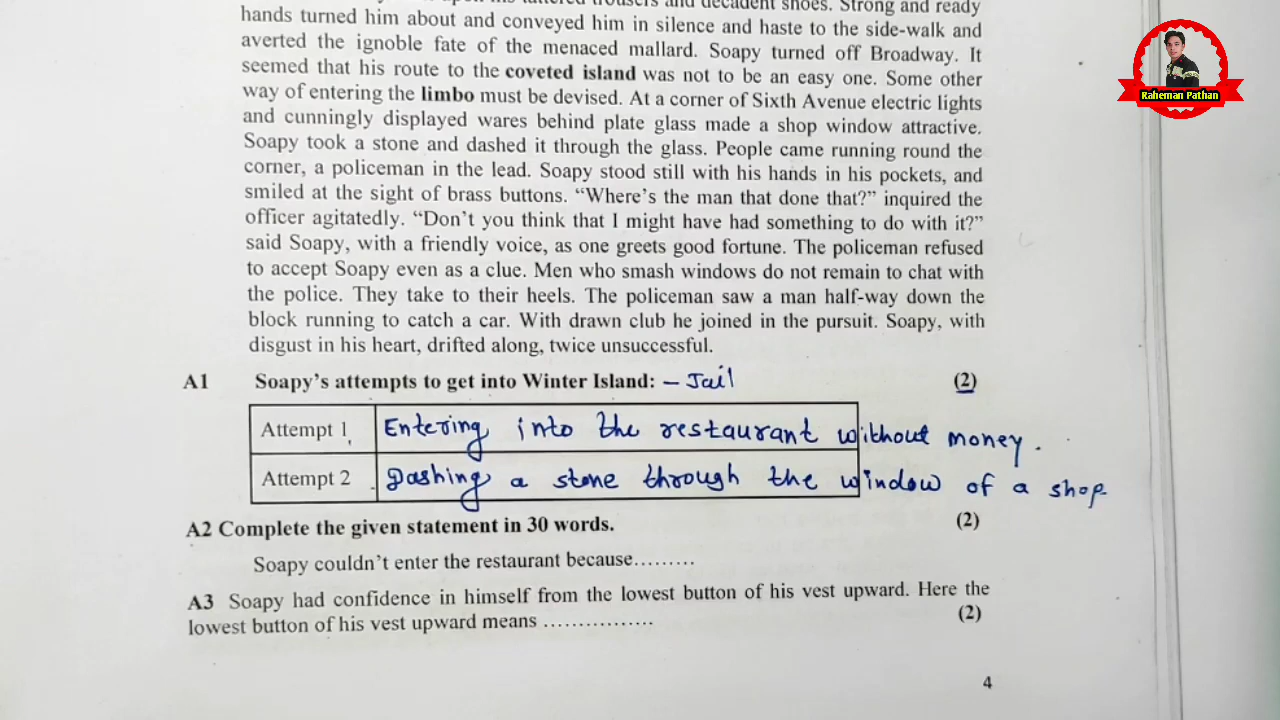 upon his tattered trousers and decadent shoes. Strong and ready
hands turned him about and conveyed him in silence and haste to the side-walk and
averted the ignoble fate of the menaced mallard. Soapy turned off Broadway. It
seemed that his route to the coveted island was not to be an easy one. Some other
way of entering the limbo must be devised. At a corner of Sixth Avenue electric lights
and cunningly displayed wares behind plate glass made a shop window attractive.
Soapy took a stone and dashed it through the glass. People came running round the
corner, a policeman in the lead. Soapy stood still with his hands in his pockets, and
smiled at the sight of brass buttons. “Where’s the man that done that?” inquired the
officer agitatedly. “Don’t you think that I might have had something to do with it?”
said Soapy, with a friendly voice, as one greets good fortune. The policeman refused
to accept Soapy even as a clue. Men who smash windows do not remain to chat with
the police. They take to their heels. The policeman saw a man half-way down the
block running to catch a car. With drawn club he joined in the pursuit. Soapy, with
disgust in his heart, drifted along, twice unsuccessful.
A1 Soapy’s attempts to get into Winter Island: – Jail (2)
Attempt 1 Entering into the restaurant without money.
Attempt 2 Dashing a stone through the window of a shop
A2 Complete the given statement in 30 words. (2)
Soapy couldn’t enter the restaurant because.........
A3 Soapy had confidence in himself from the lowest button of his vest upward. Here the
lowest button of his vest upward means ................ (2)
4
Raheman Pathan